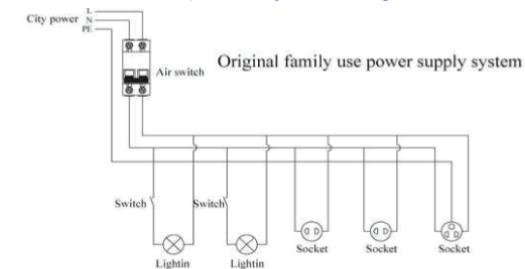 L
City power N
PE
Original family use power supply system
Air switch
Switch
Switch
Lightin
Lightin
Socket
Socket
Socket